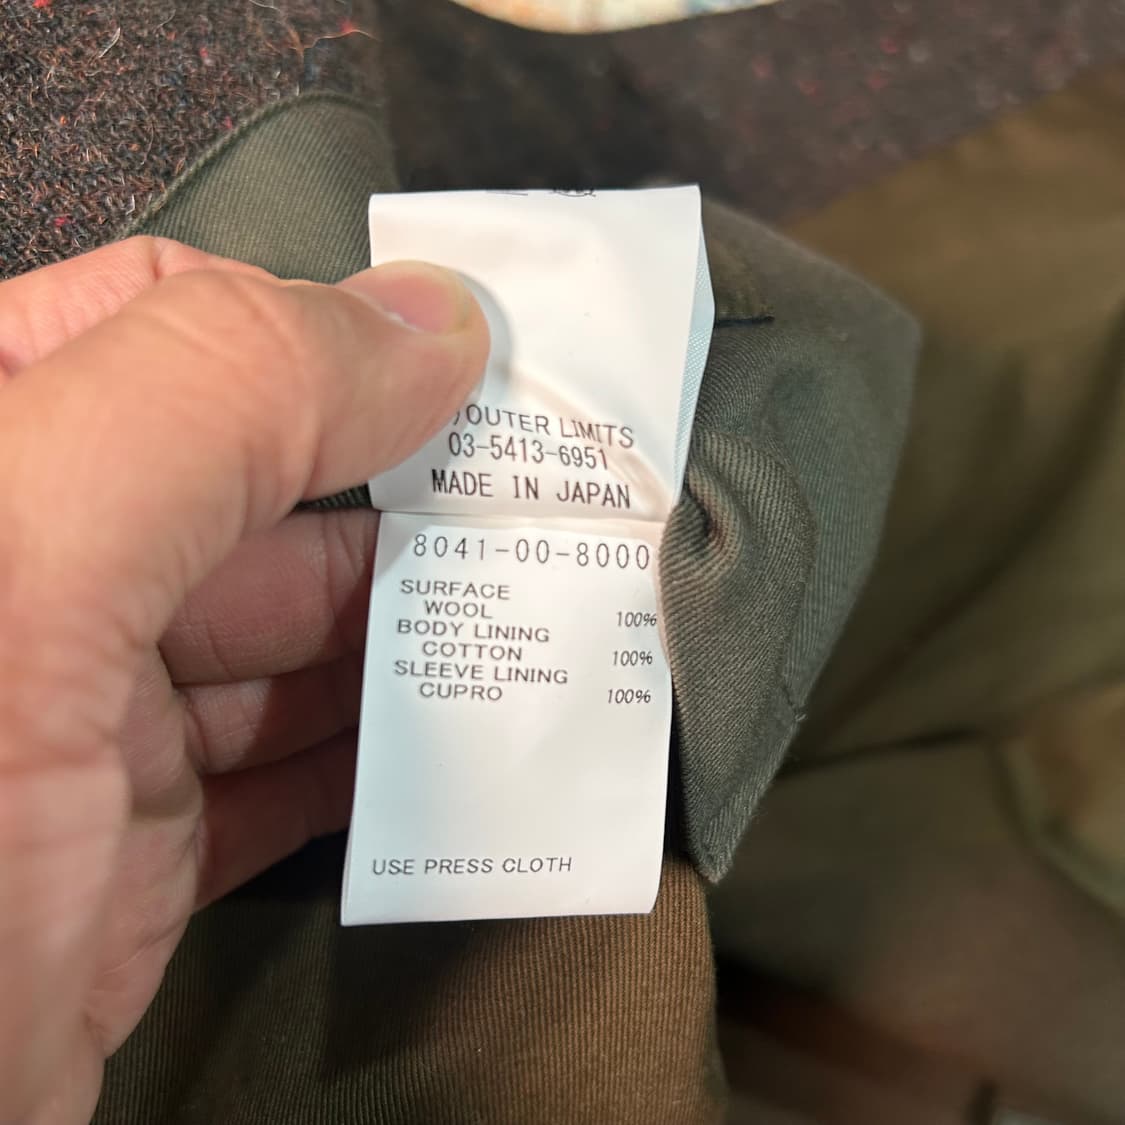 )OUTER LIMITS
03-5413-6951
MADE IN JAPAN
8041-00-8000
SURFACE
WOOL 100%
BODY LINING
COTTON 100%
SLEEVE LINING
CUPRO 100%
USE PRESS CLOTH